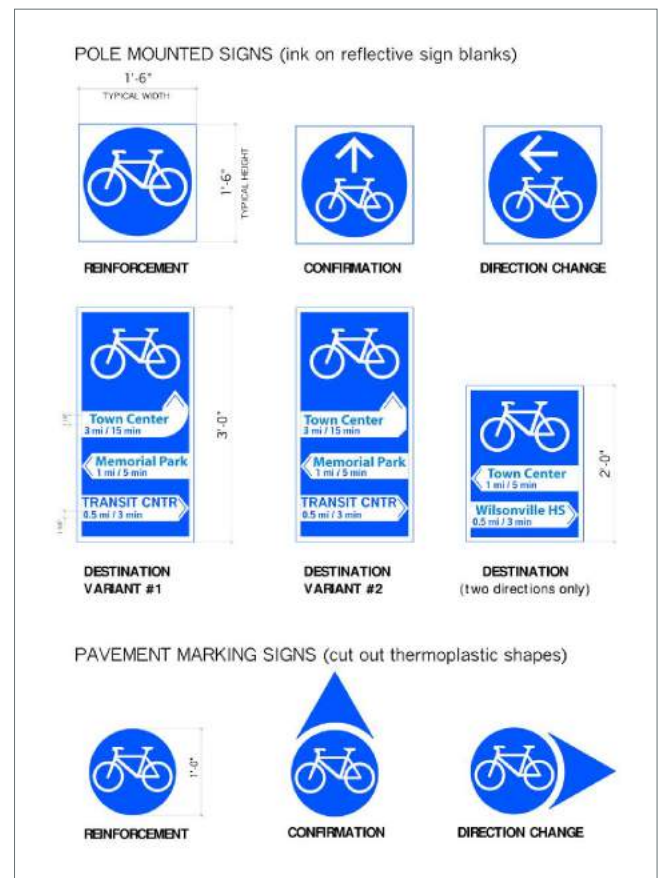 POLE MOUNTED SIGNS (ink on reflective sign blanks)
1'-6"
TYPICAL WIDTH
1'-6"
TYPICAL HEIGHT
REINFORCEMENT
CONFIRMATION
DIRECTION CHANGE
Town Center
3 mi / 15 min
Memorial Park
1 mi / 5 min
TRANSIT CNTR
0.5 mi / 3 min
3'-0"
Town Center
3 mi / 15 min
Memorial Park
1 mi / 5 min
TRANSIT CNTR
0.5 mi / 3 min
Town Center
1 mi / 5 min
Wilsonville HS
0.5 mi / 3 min
2'-0"
DESTINATION
VARIANT #1
DESTINATION
VARIANT #2
DESTINATION
(two directions only)
PAVEMENT MARKING SIGNS (cut out thermoplastic shapes)
1'-0"
REINFORCEMENT
CONFIRMATION
DIRECTION CHANGE